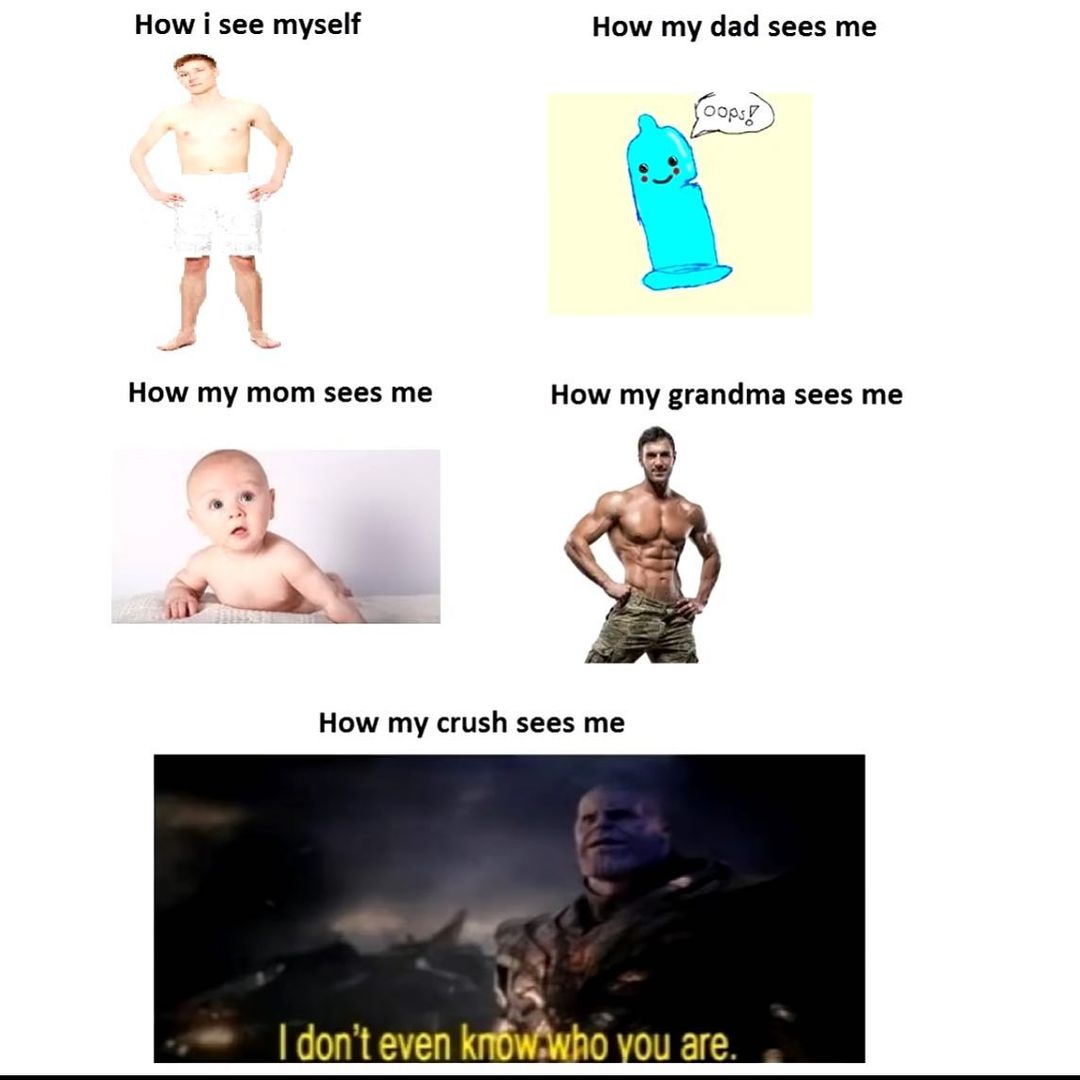 How i see myself
How my dad sees me
oops!
How my mom sees me
How my grandma sees me
How my crush sees me
I don't even know who you are.